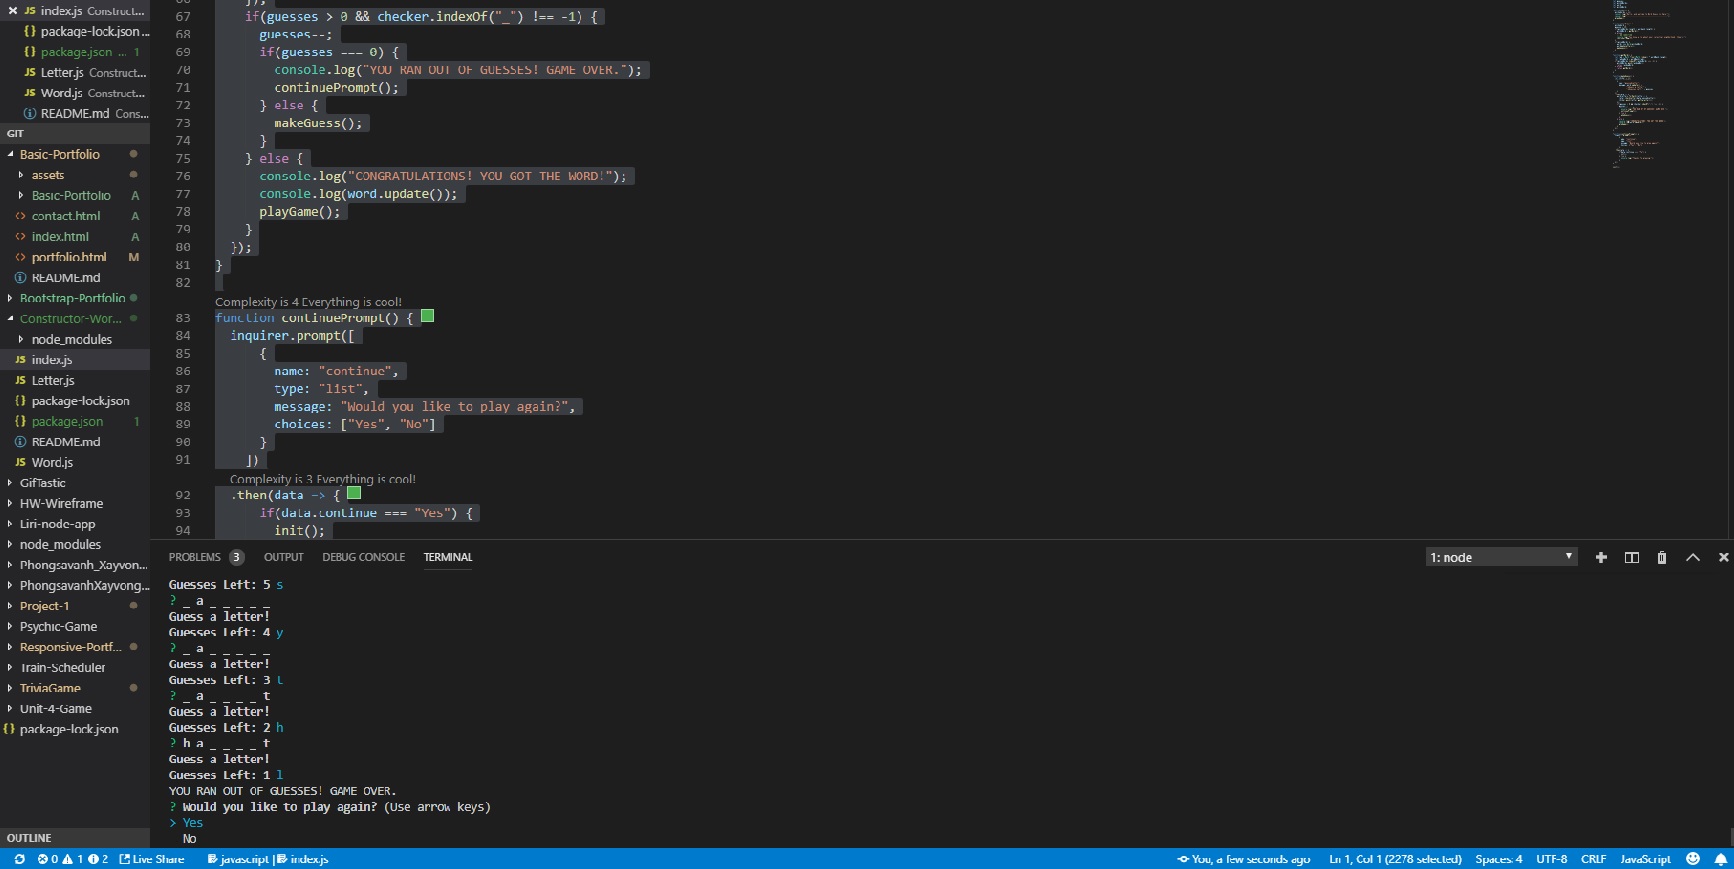 index.js Construct...
package-lock.json ...
package.json ... 1
Letter.js Construct...
Word.js Construct...
README.md Cons...
GIT
Basic-Portfolio
assets
Basic-Portfolio A
contact.html A
index.html A
portfolio.html M
README.md
Bootstrap-Portfolio
Constructor-Wor...
node_modules
index.js
Letter.js
package-lock.json
package.json 1
README.md
Word.js
GifTastic
HW-Wireframe
Liri-node-app
node_modules
Phongsavanh_Xayvon...
PhongsavanhXayvong...
Project-1
Psychic-Game
Responsive-Portf...
Train-Scheduler
TriviaGame
Unit-4-Game
package-lock.json
OUTLINE
66 });
67 if(guesses > 0 && checker.indexOf("_") !== -1) {
68 guesses--;
69 if(guesses === 0) {
70 console.log("YOU RAN OUT OF GUESSES! GAME OVER.");
71 continuePrompt();
72 } else {
73 makeGuess();
74 }
75 } else {
76 console.log("CONGRATULATIONS! YOU GOT THE WORD!");
77 console.log(word.update());
78 playGame();
79 }
80 });
81 }
82
Complexity is 4 Everything is cool!
83 function continuePrompt() {
84 inquirer.prompt([
85 {
86 name: "continue",
87 type: "list",
88 message: "Would you like to play again?",
89 choices: ["Yes", "No"]
90 }
91 ])
Complexity is 3 Everything is cool!
92 .then(data => {
93 if(data.continue === "Yes") {
94 init();
PROBLEMS 3 OUTPUT DEBUG CONSOLE TERMINAL 1: node
Guesses Left: 5 s
? _ a _ _ _ _ _
Guess a letter!
Guesses Left: 4 y
? _ a _ _ _ _ _
Guess a letter!
Guesses Left: 3 t
? _ a _ _ _ _ t
Guess a letter!
Guesses Left: 2 h
? h a _ _ _ _ t
Guess a letter!
Guesses Left: 1 l
YOU RAN OUT OF GUESSES! GAME OVER.
? Would you like to play again? (Use arrow keys)
> Yes
No
0 1 2 Live Share javascript | index.js You, a few seconds ago Ln 1, Col 1 (2278 selected) Spaces: 4 UTF-8 CRLF JavaScript